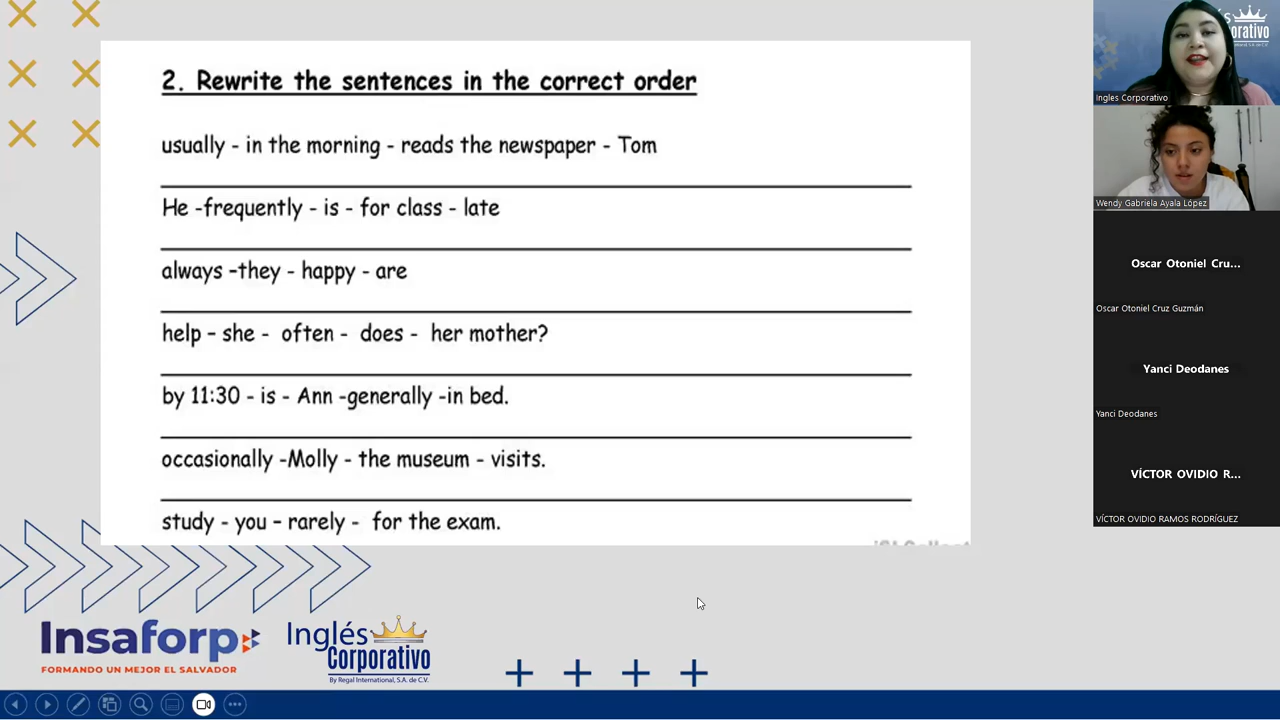 2. Rewrite the sentences in the correct order
usually - in the morning - reads the newspaper - Tom
He -frequently - is - for class - late
always -they - happy - are
help - she - often - does - her mother?
by 11:30 - is - Ann -generally -in bed.
occasionally -Molly - the museum - visits.
study - you - rarely - for the exam.
Insaforp
FORMANDO UN MEJOR EL SALVADOR
Inglés
Corporativo
By Regal International, S.A. de C.V.
Ingles Corporativo
Wendy Gabriela Ayala López
Oscar Otoniel Cru...
Oscar Otoniel Cruz Guzmán
Yanci Deodanes
Yanci Deodanes
VÍCTOR OVIDIO R...
VÍCTOR OVIDIO RAMOS RODRÍGUEZ